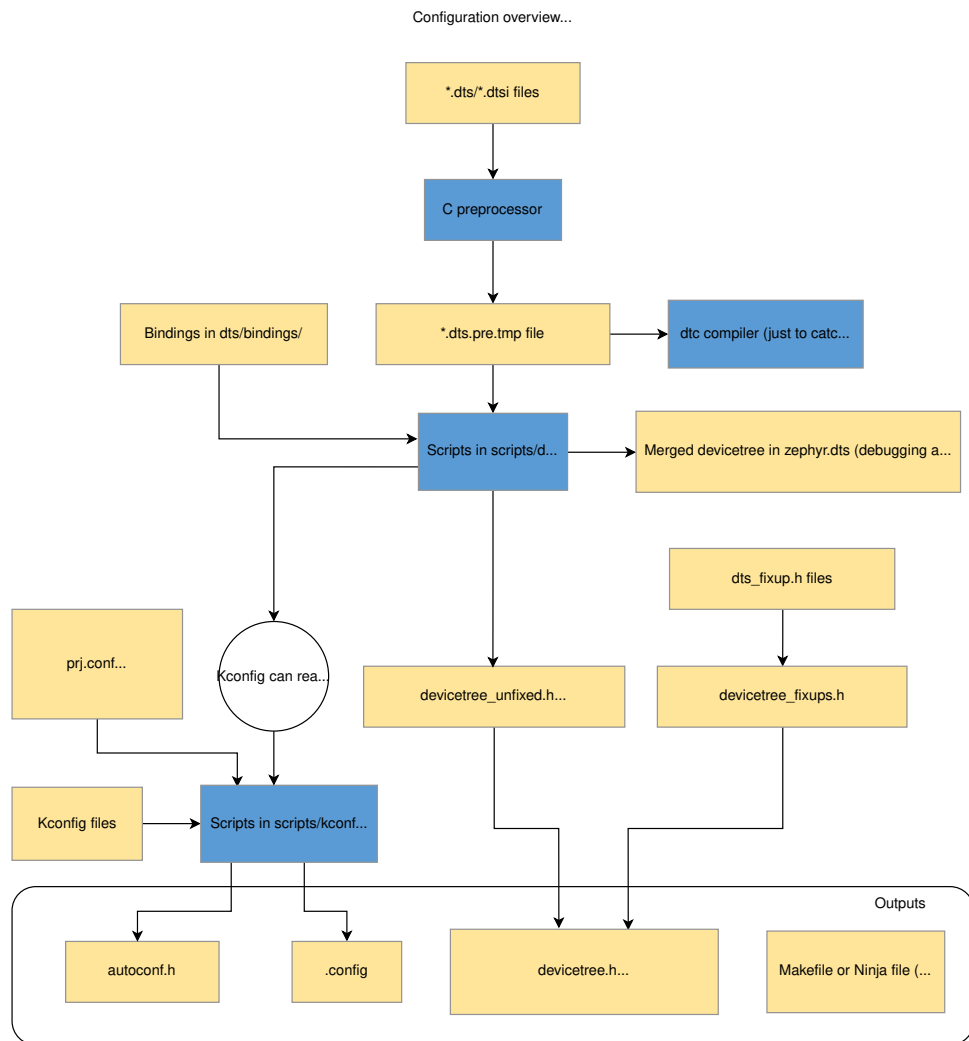 Configuration overview...
*.dts/*.dtsi files
C preprocessor
Bindings in dts/bindings/
*.dts.pre.tmp file
dtc compiler (just to catc...
Scripts in scripts/d...
Merged devicetree in zephyr.dts (debugging a...
dts_fixup.h files
prj.conf...
Kconfig can rea...
devicetree_unfixed.h...
devicetree_fixups.h
Kconfig files
Scripts in scripts/kconf...
Outputs
autoconf.h
.config
devicetree.h...
Makefile or Ninja file (...